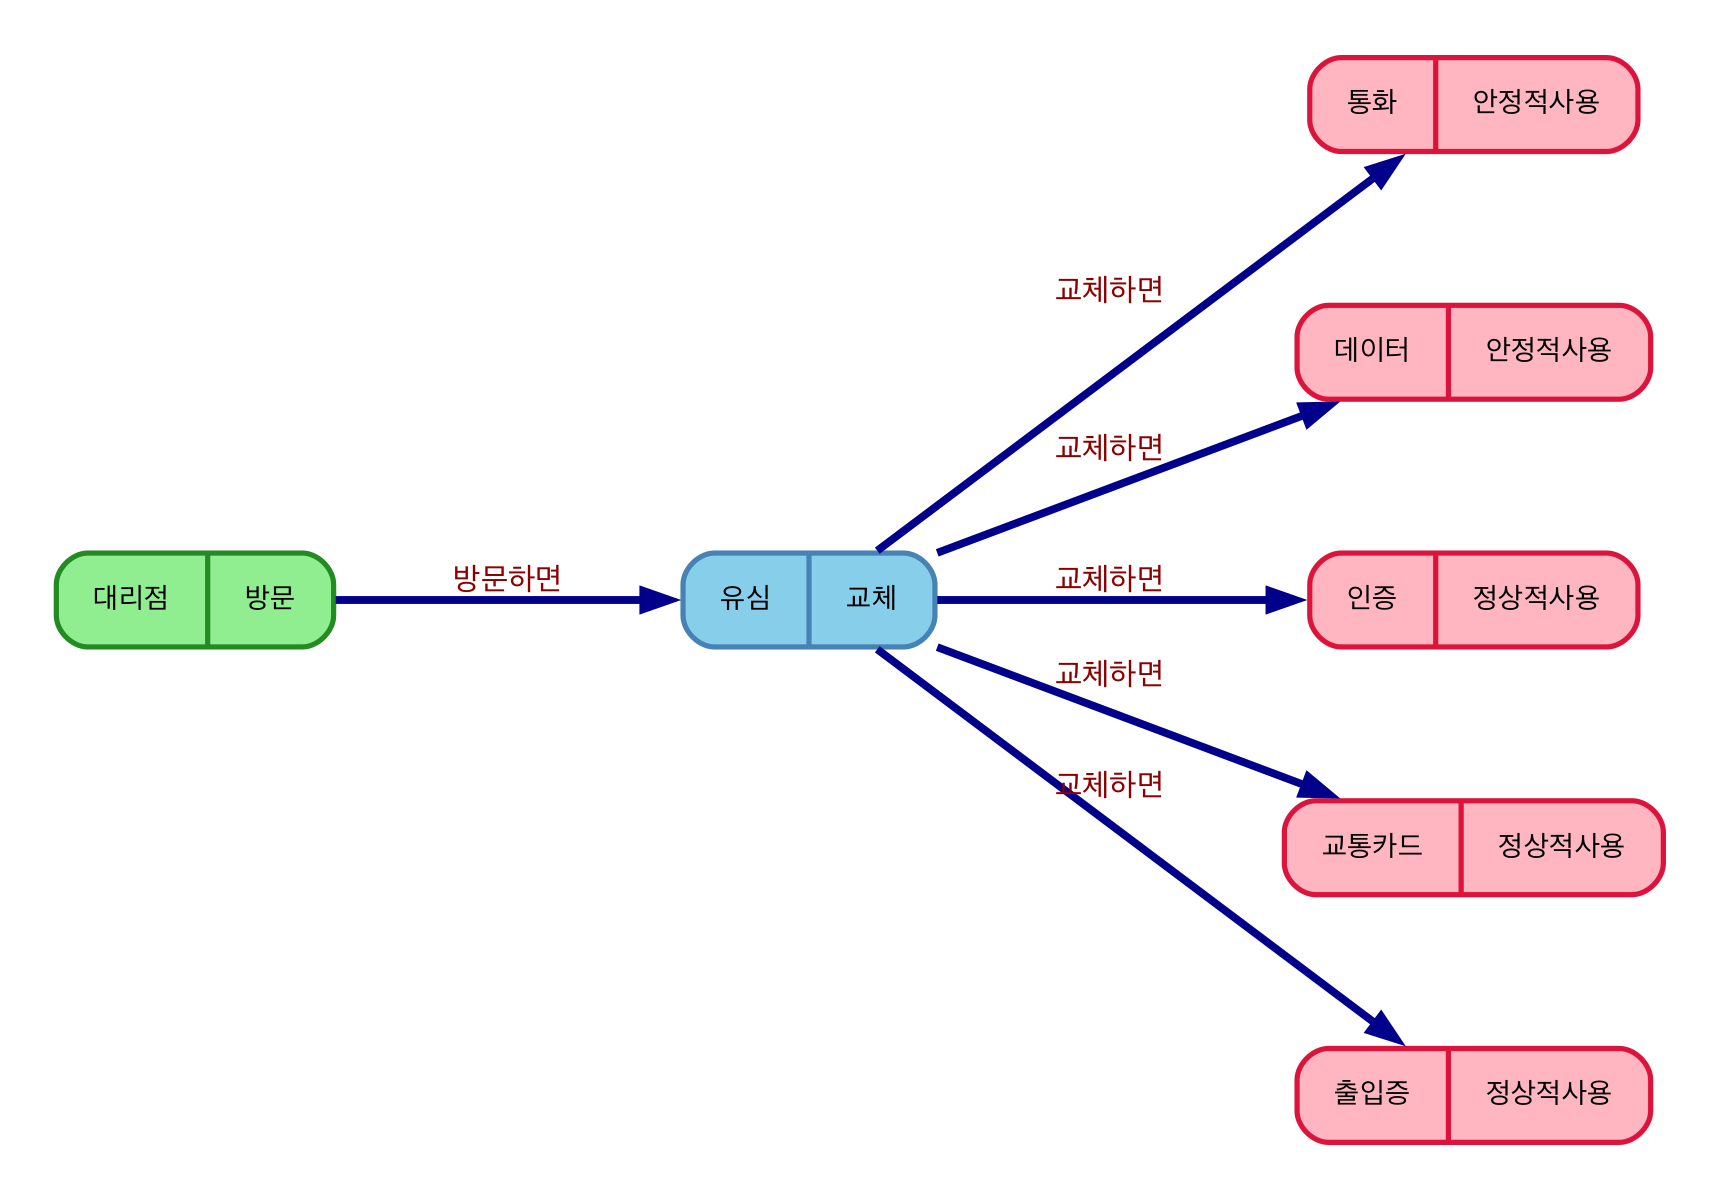 통화 안정적사용
교체하면
데이터 안정적사용
교체하면
대리점 방문
방문하면
유심 교체
교체하면
인증 정상적사용
교체하면
교체하면
교통카드 정상적사용
출입증 정상적사용